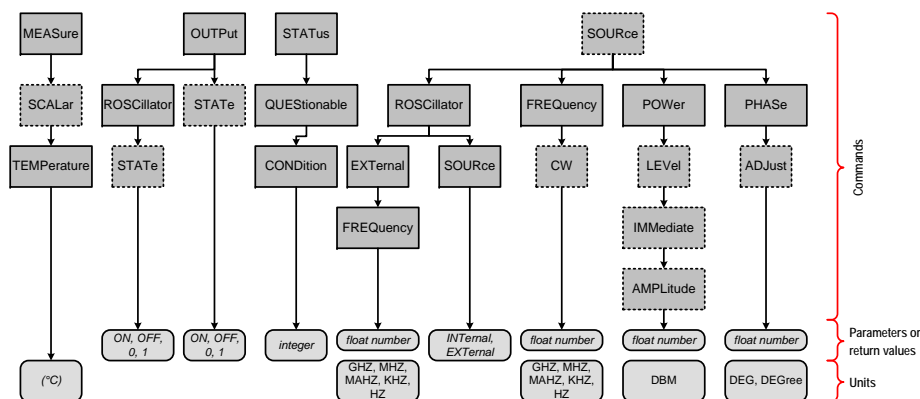 MEASure
OUTPut
STATus
SOURce
SCALar
ROSCillator
STATe
QUEStionable
ROSCillator
FREQuency
POWer
PHASe
TEMPerature
STATe
CONDition
EXTernal
SOURce
CW
LEVel
ADJust
FREQuency
IMMediate
AMPLitude
Commands
ON, OFF,
0, 1
ON, OFF,
0, 1
integer
float number
INTernal,
EXTernal
float number
float number
float number
Parameters or
return values
(°C)
GHZ, MHZ,
MAHZ, KHZ,
HZ
GHZ, MHZ,
MAHZ, KHZ,
HZ
DBM
DEG, DEGree
Units